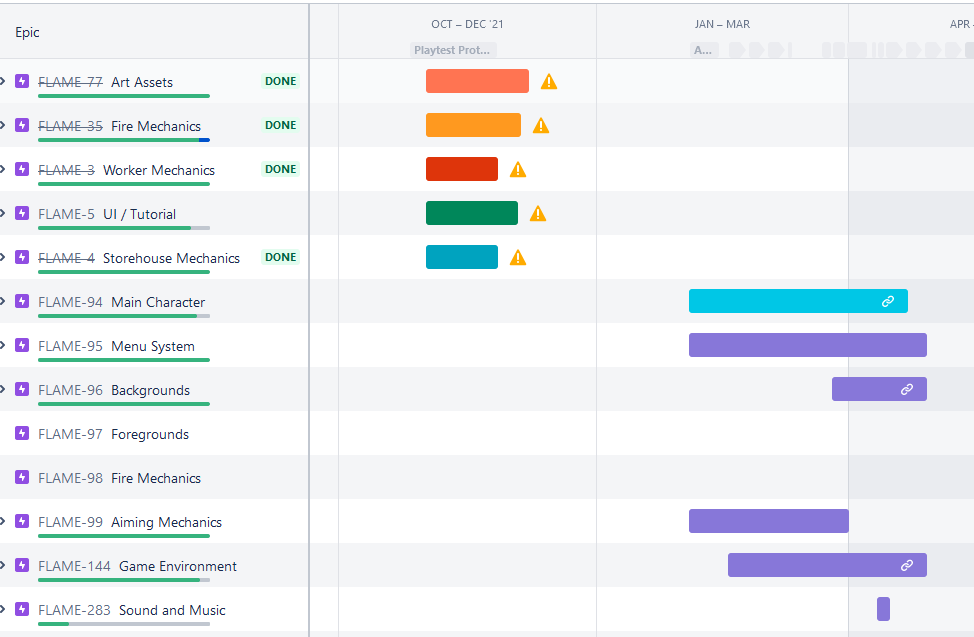 Epic
OCT – DEC '21
JAN – MAR
APR -
Playtest Prot...
A...
FLAME-77 Art Assets DONE
FLAME-35 Fire Mechanics DONE
FLAME-3 Worker Mechanics DONE
FLAME-5 UI / Tutorial
FLAME-4 Storehouse Mechanics DONE
FLAME-94 Main Character
FLAME-95 Menu System
FLAME-96 Backgrounds
FLAME-97 Foregrounds
FLAME-98 Fire Mechanics
FLAME-99 Aiming Mechanics
FLAME-144 Game Environment
FLAME-283 Sound and Music